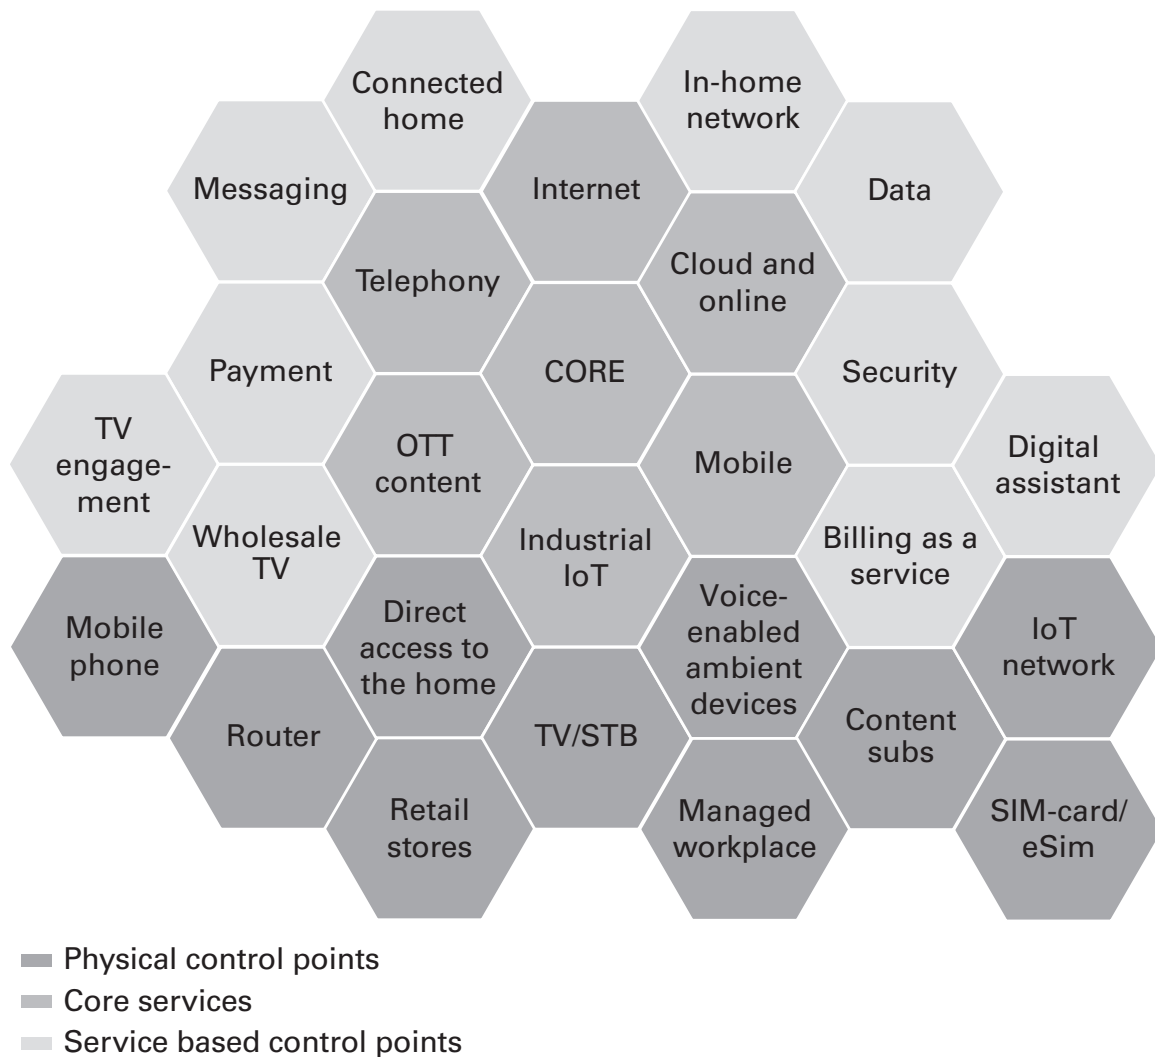 Connected
home
In-home
network
Messaging
Internet
Data
Telephony
Cloud and
online
Payment
CORE
Security
TV
engage-
ment
OTT
content
Mobile
Digital
assistant
Wholesale
TV
Industrial
IoT
Billing as a
service
Mobile
phone
Direct
access to
the home
Voice-
enabled
ambient
devices
IoT
network
Router
TV/STB
Content
subs
Retail
stores
Managed
workplace
SIM-card/
eSim
Physical control points
Core services
Service based control points